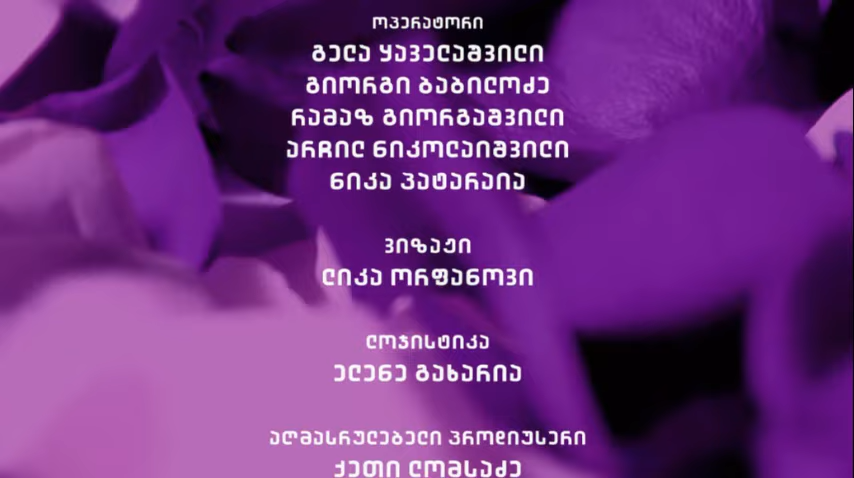 ოპერატორი
გელა ყაველაშვილი
გიორგი ბაბილოძე
რამაზ გიორგაშვილი
არჩილ ნიკოლაიშვილი
ნიკა პატარაია
ვიზაჟი
ლიკა ორფანოვი
ლოჯისტიკა
ელენე გახარია
აღმასრულებელი პროდიუსერი
ქეთი ლომსაძე